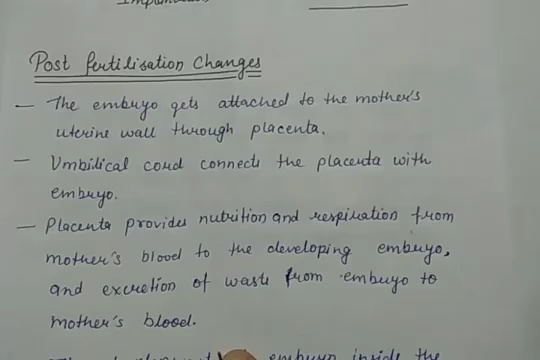 Post fertilisation Changes
— The embryo gets attached to the mother's
uterine wall through placenta.
— Umbilical cord connects the placenta with
embryo.
— Placenta provides nutrition and respiration from
mother's blood to the developing embryo,
and excretion of waste from embryo to
mother's blood.
embryo inside the